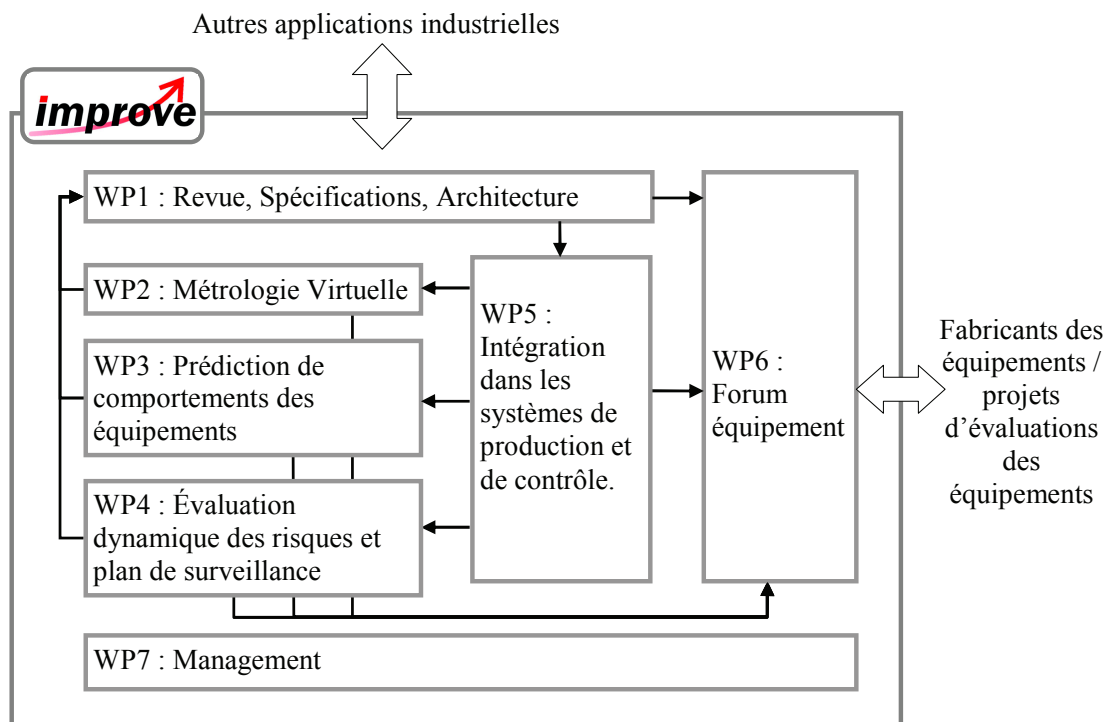 Autres applications industrielles
improve
WP1 : Revue, Spécifications, Architecture
WP2 : Métrologie Virtuelle
WP3 : Prédiction de
comportements des
équipements
WP4 : Évaluation
dynamique des risques et
plan de surveillance
WP5 :
Intégration
dans les
systèmes de
production et
de contrôle.
WP6 :
Forum
équipement
Fabricants des
équipements /
projets
d’évaluations
des
équipements
WP7 : Management